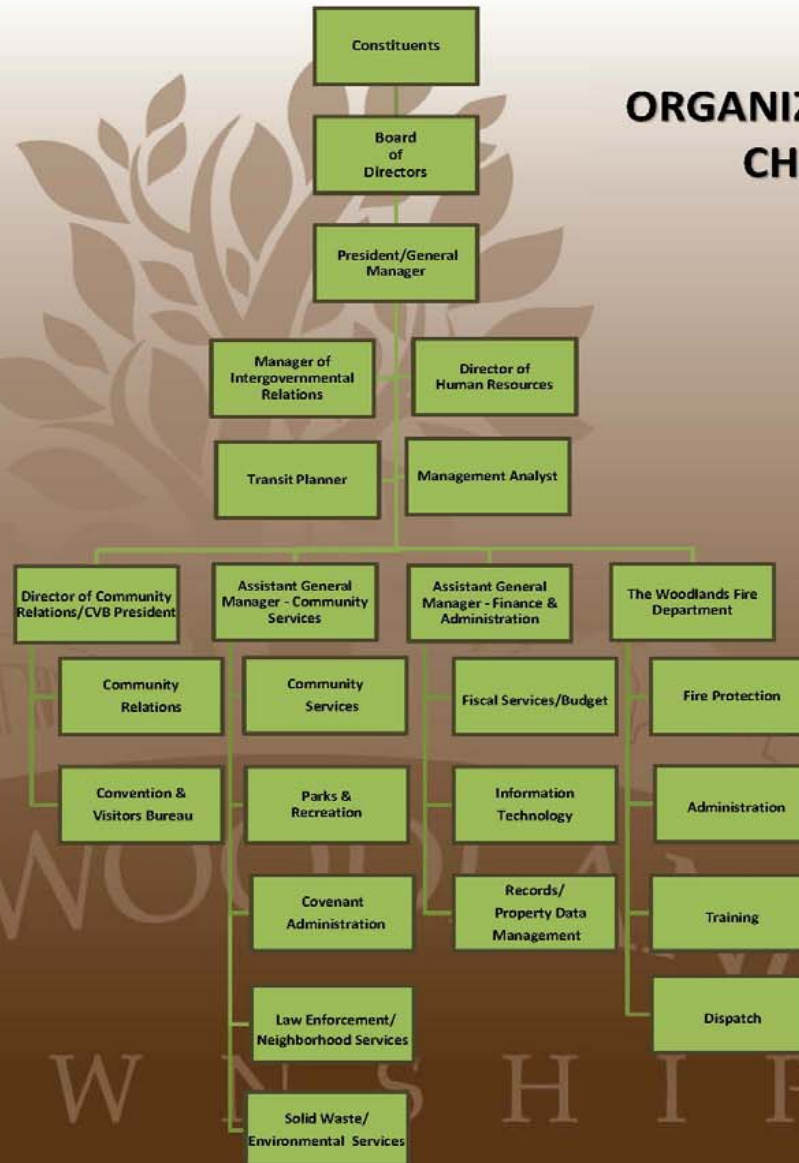 Constituents
ORGANIZ
CH
Board
of
Directors
President/General
Manager
Manager of
Intergovernmental
Relations
Director of
Human Resources
Transit Planner
Management Analyst
Director of Community
Relations/CVB President
Assistant General
Manager - Community
Services
Assistant General
Manager - Finance &
Administration
The Woodlands Fire
Department
Community
Relations
Community
Services
Fiscal Services/Budget
Fire Protection
Convention &
Visitors Bureau
Parks &
Recreation
Information
Technology
Administration
Covenant
Administration
Records/
Property Data
Management
Training
Law Enforcement/
Neighborhood Services
Dispatch
Solid Waste/
Environmental Services